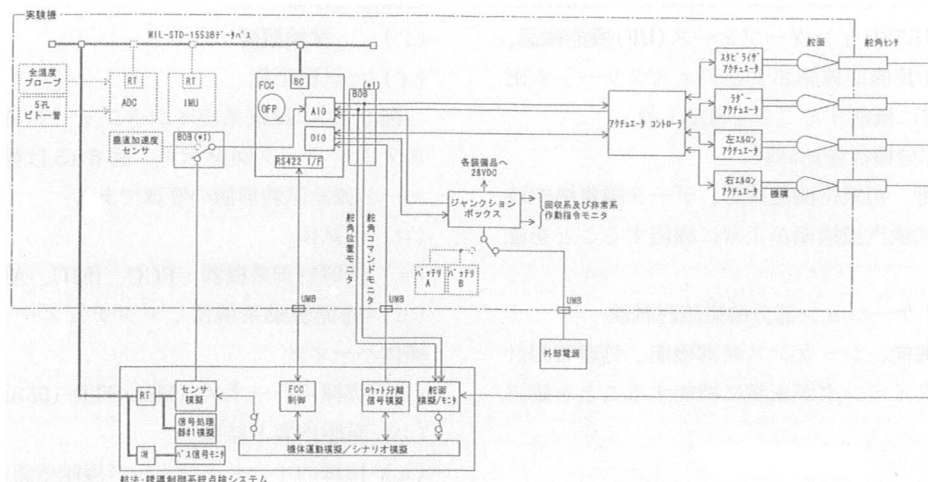 実験機
MIL-STD-1553Bデータバス
舵面
舵角センサ
全温度
プローブ
5孔
ピトー管
RT
ADC
RT
IMU
BC
FCC
OFP
AIO
DIO
RS422 I/F
BOB
(*1)
垂直加速度
センサ
BOB(*1)
アクチュエータ コントローラ
スタビライザ
アクチュエータ
ラダー
アクチュエータ
左エルロン
アクチュエータ
右エルロン
アクチュエータ
機構
各装備品へ
28VDC
ジャンクション
ボックス
回収系及び非常系
作動指令モニタ
舵角位置モニタ
舵角コマンドモニタ
バッテリ
A
バッテリ
B
UMB
UMB
UMB
外部電源
センサ
模擬
RT
信号処理
器#1模擬
バス信号モニタ
FCC
制御
ロケット分離
信号模擬
舵面
模擬/モニタ
機体運動模擬/シナリオ模擬
航法・誘導制御系統点検システム